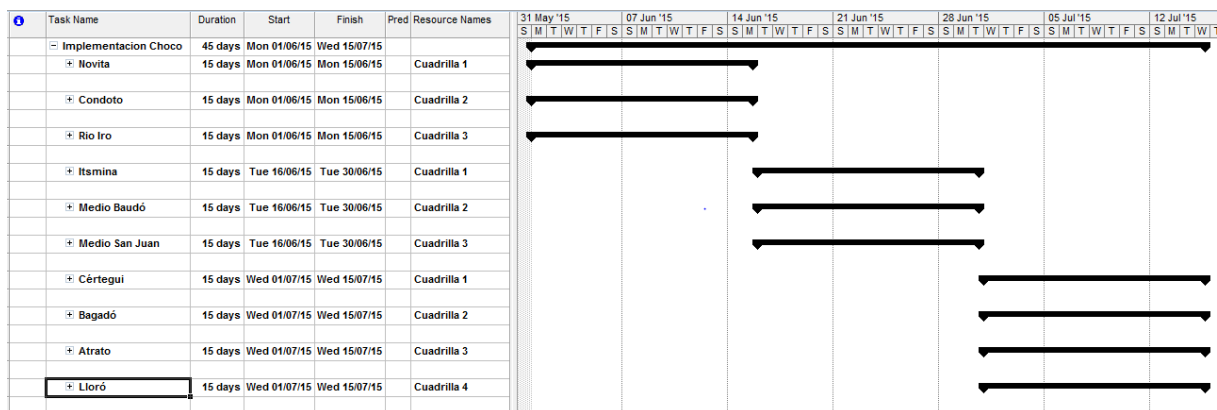 Task Name Duration Start Finish Pred Resource Names 31 May '15 07 Jun '15 14 Jun '15 21 Jun '15 28 Jun '15 05 Jul '15 12 Jul '15
S M T W T F S S M T W T F S S M T W T F S S M T W T F S S M T W T F S S M T W T F S S M T W
Implementacion Choco 45 days Mon 01/06/15 Wed 15/07/15
Novita 15 days Mon 01/06/15 Mon 15/06/15 Cuadrilla 1
Condoto 15 days Mon 01/06/15 Mon 15/06/15 Cuadrilla 2
Rio Iro 15 days Mon 01/06/15 Mon 15/06/15 Cuadrilla 3
Itsmina 15 days Tue 16/06/15 Tue 30/06/15 Cuadrilla 1
Medio Baudó 15 days Tue 16/06/15 Tue 30/06/15 Cuadrilla 2
Medio San Juan 15 days Tue 16/06/15 Tue 30/06/15 Cuadrilla 3
Cértegui 15 days Wed 01/07/15 Wed 15/07/15 Cuadrilla 1
Bagadó 15 days Wed 01/07/15 Wed 15/07/15 Cuadrilla 2
Atrato 15 days Wed 01/07/15 Wed 15/07/15 Cuadrilla 3
Lloró 15 days Wed 01/07/15 Wed 15/07/15 Cuadrilla 4